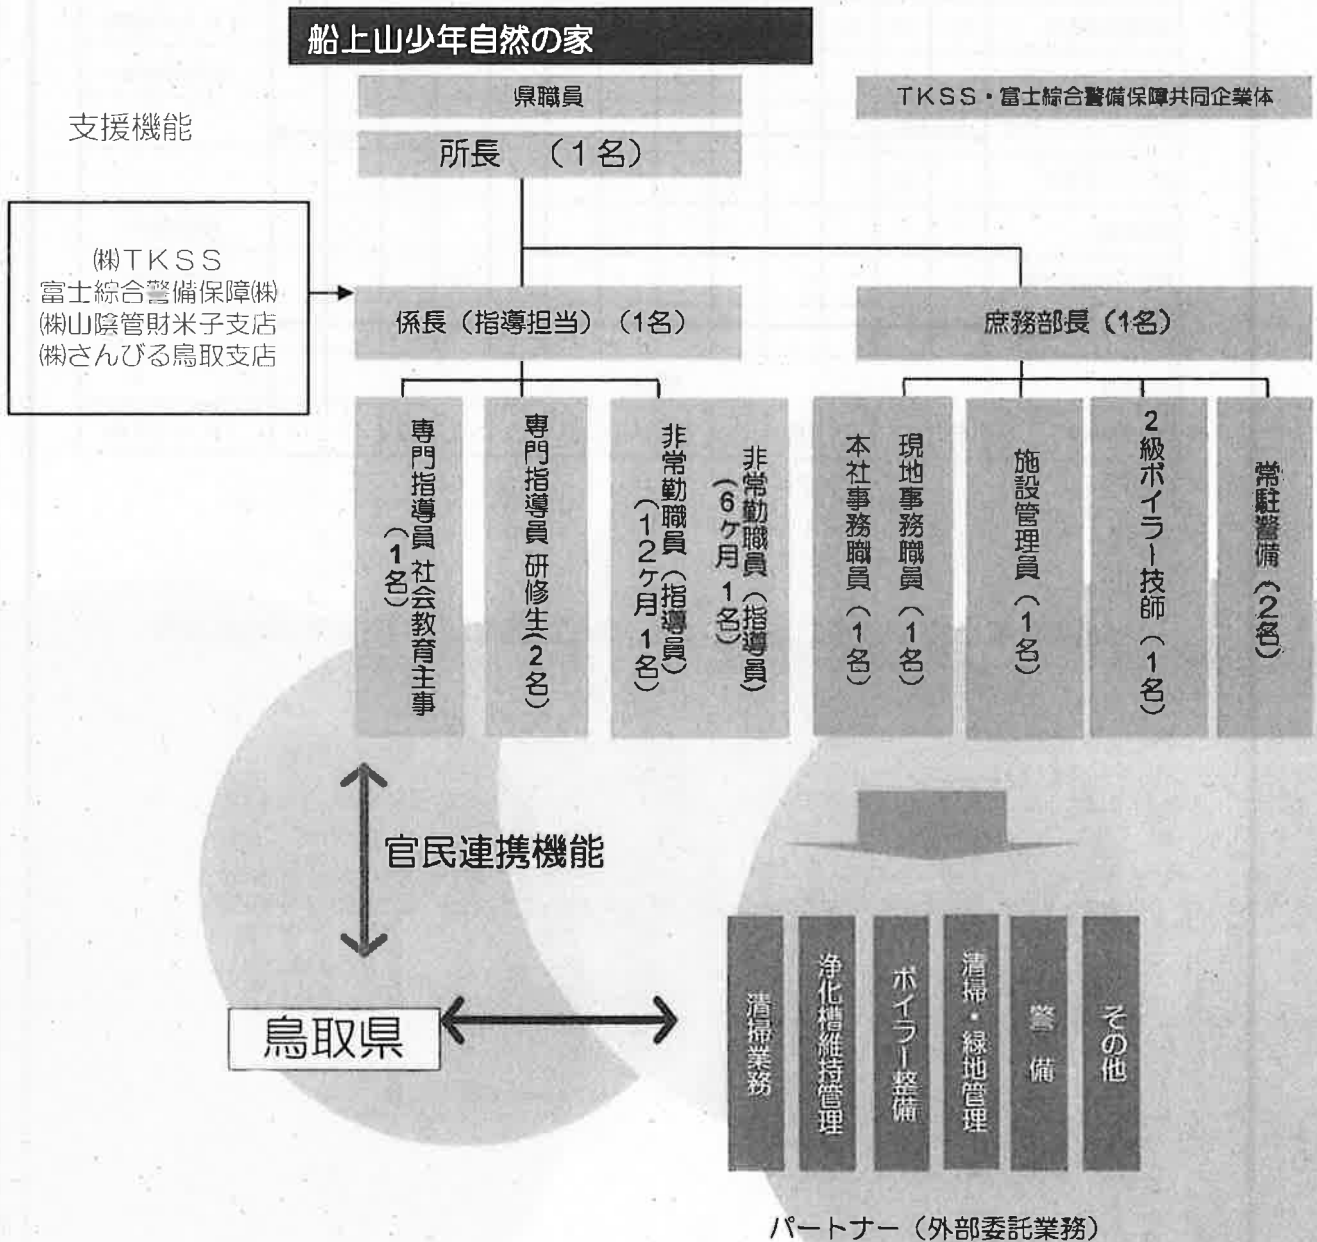 船上山少年自然の家
県職員
TKSS・富士綜合警備保障共同企業体
支援機能
所長 (1名)
㈱TKSS
富士綜合警備保障㈱
㈱山陰管財米子支店
㈱さんびる鳥取支店
係長(指導担当)(1名)
庶務部長(1名)
専門指導員 社会教育主事
(1名)
専門指導員 研修生(2名)
非常勤職員(指導員)
(12ヶ月 1名)
非常勤職員(指導員)
(6ヶ月 1名)
本社事務職員(1名)
現地事務職員(1名)
施設管理員(1名)
2級ボイラー技師(1名)
常駐警備(2名)
官民連携機能
鳥取県
清掃業務
浄化槽維持管理
ボイラー整備
清掃・緑地管理
警備
その他
パートナー(外部委託業務)